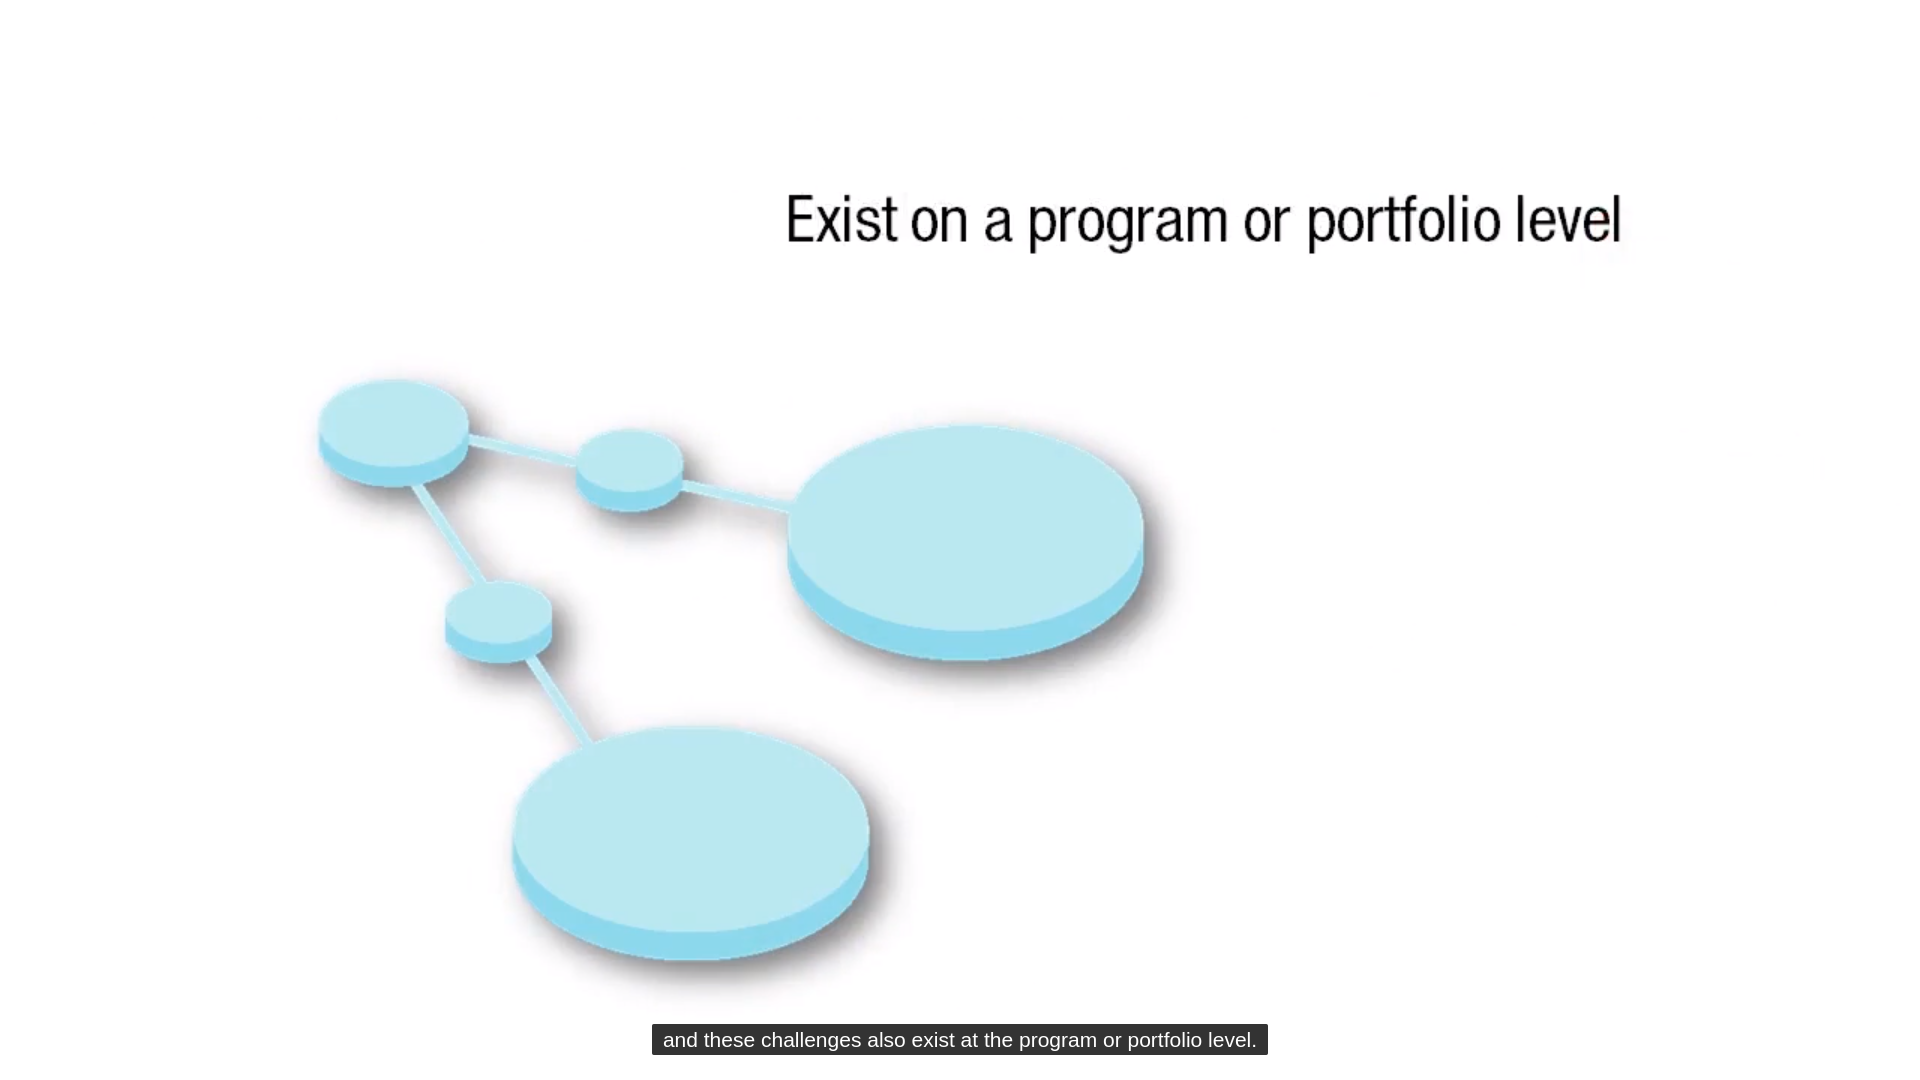 Exist on a program or portfolio level
and these challenges also exist at the program or portfolio level.